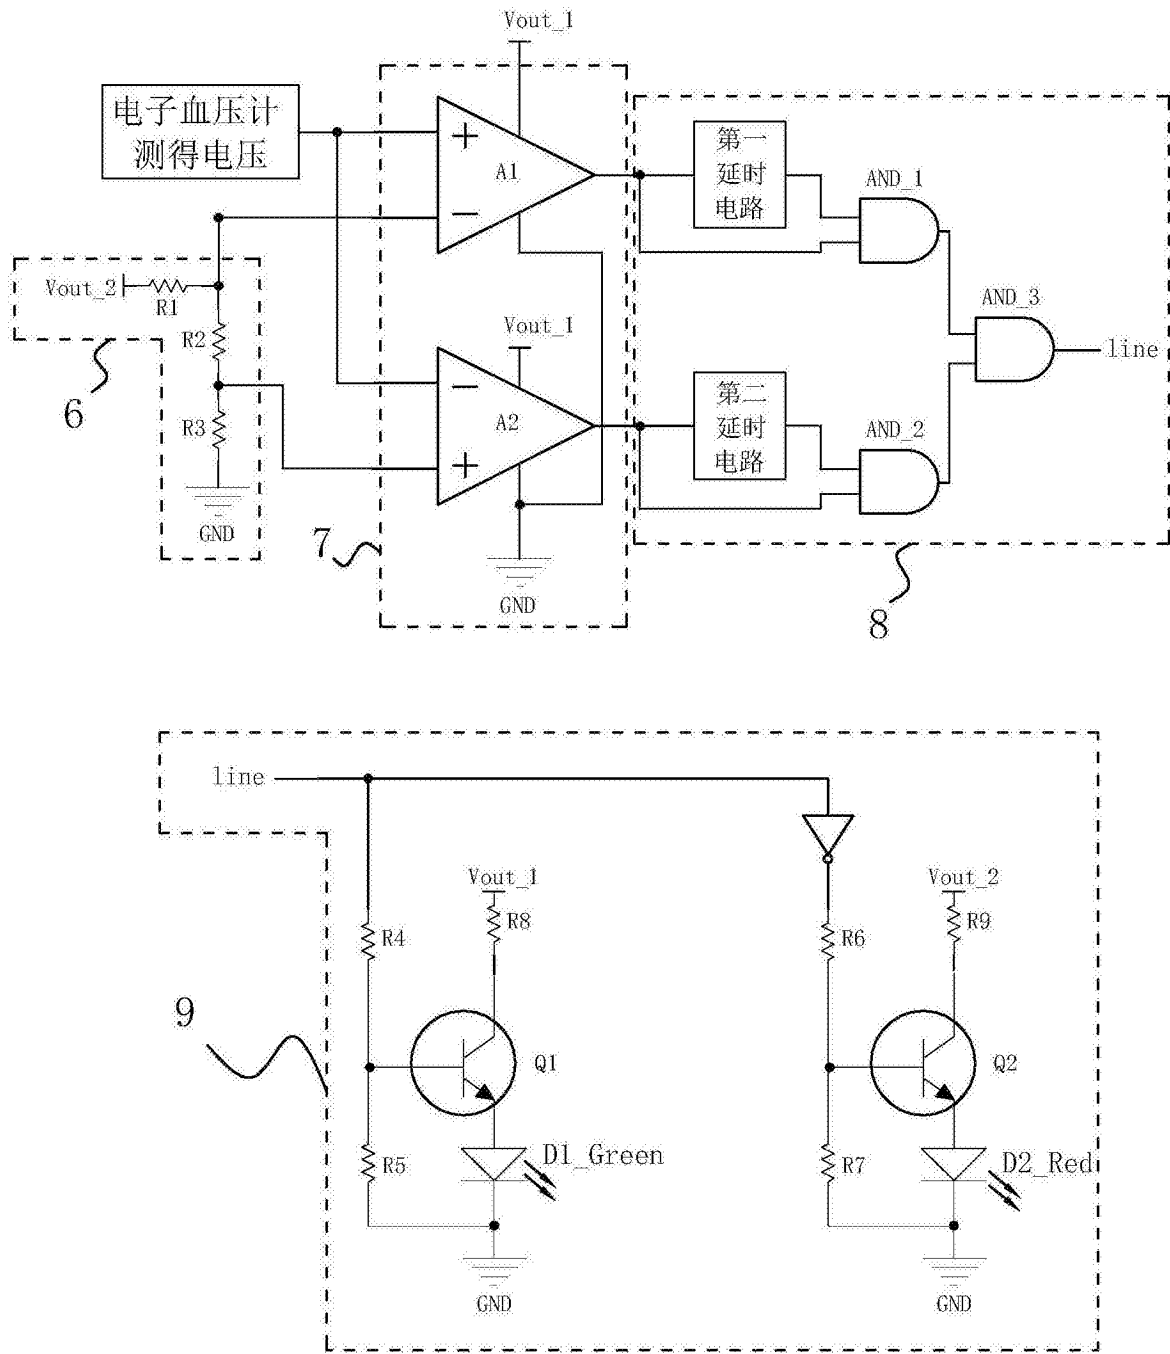 Vout_1
电子血压计
测得电压
A1
第一
延时
电路
AND_1
Vout_2
R1
R2
R3
GND
6
Vout_1
A2
GND
7
第二
延时
电路
AND_2
AND_3
line
8
line
Vout_1
R8
R4
Q1
R5
D1_Green
GND
9
Vout_2
R9
R6
Q2
R7
D2_Red
GND